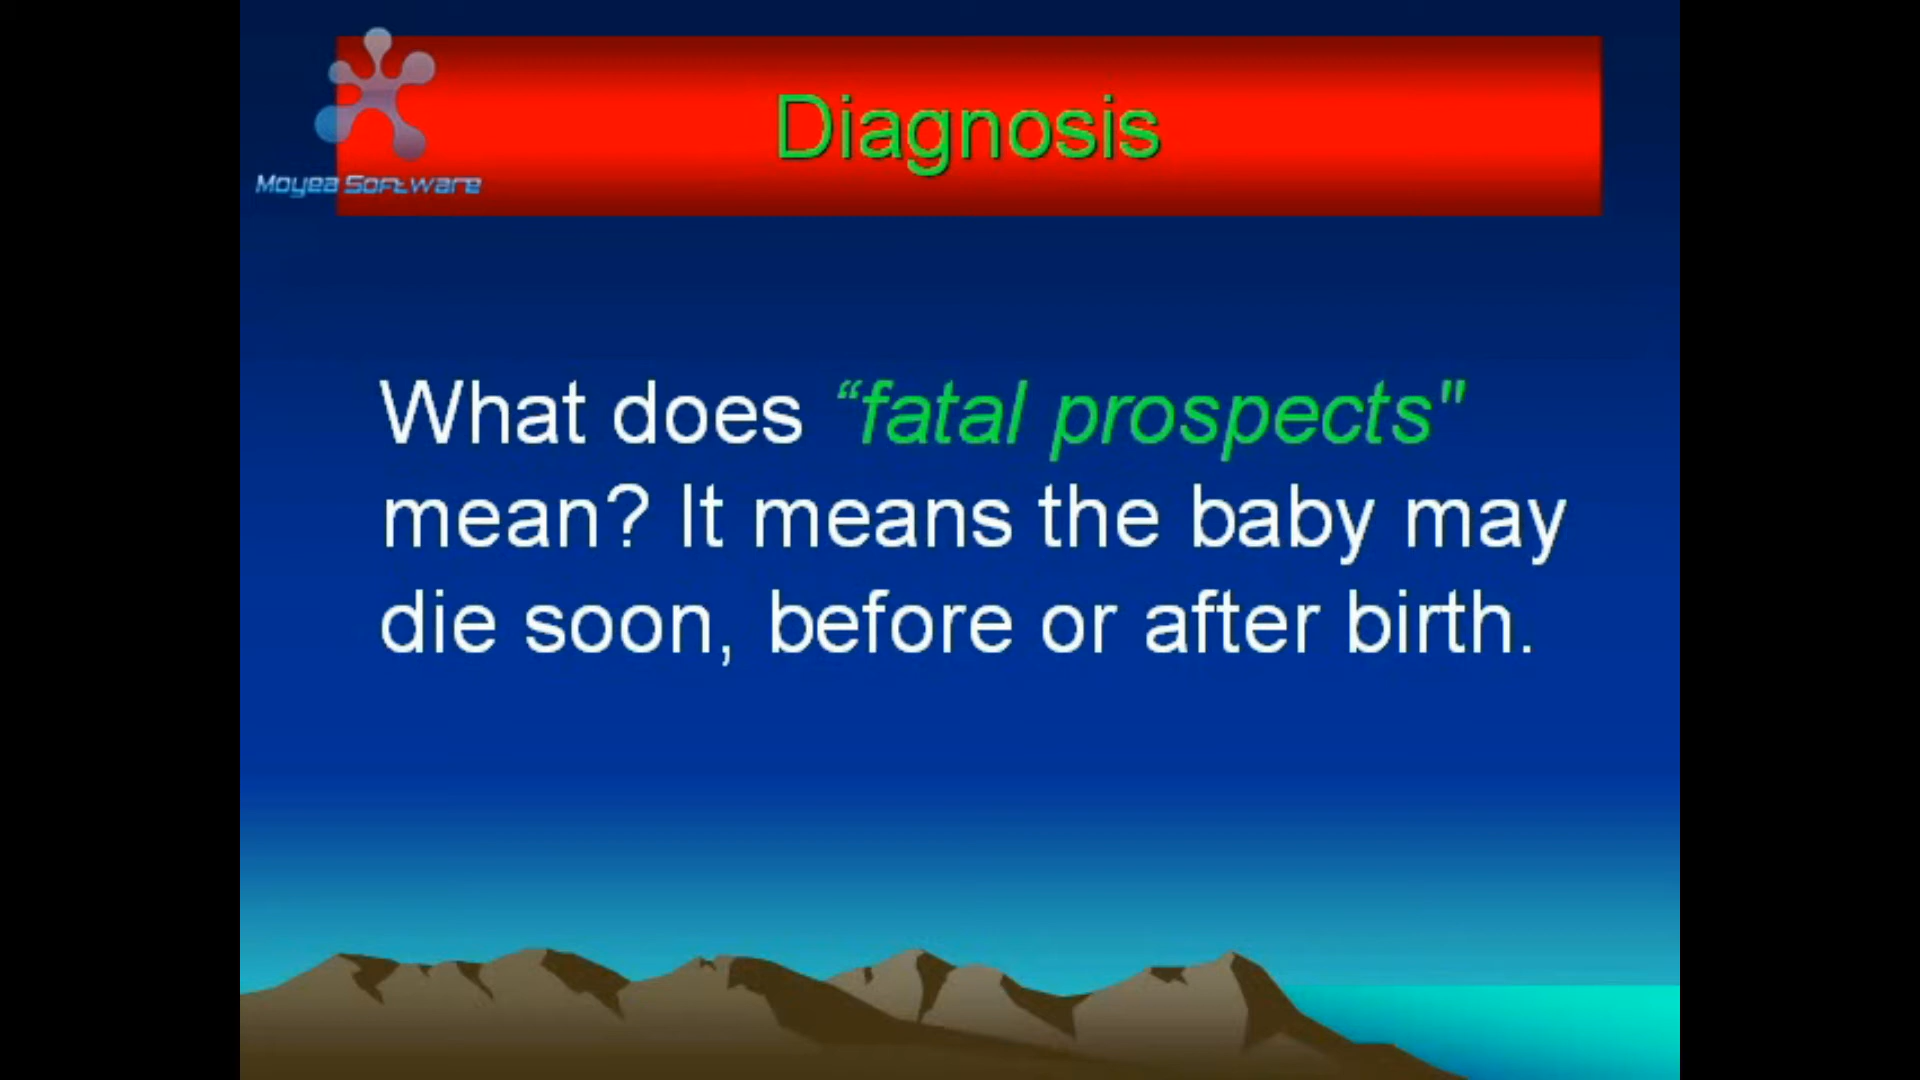 Diagnosis
Moyea Software
What does “fatal prospects"
mean? It means the baby may
die soon, before or after birth.